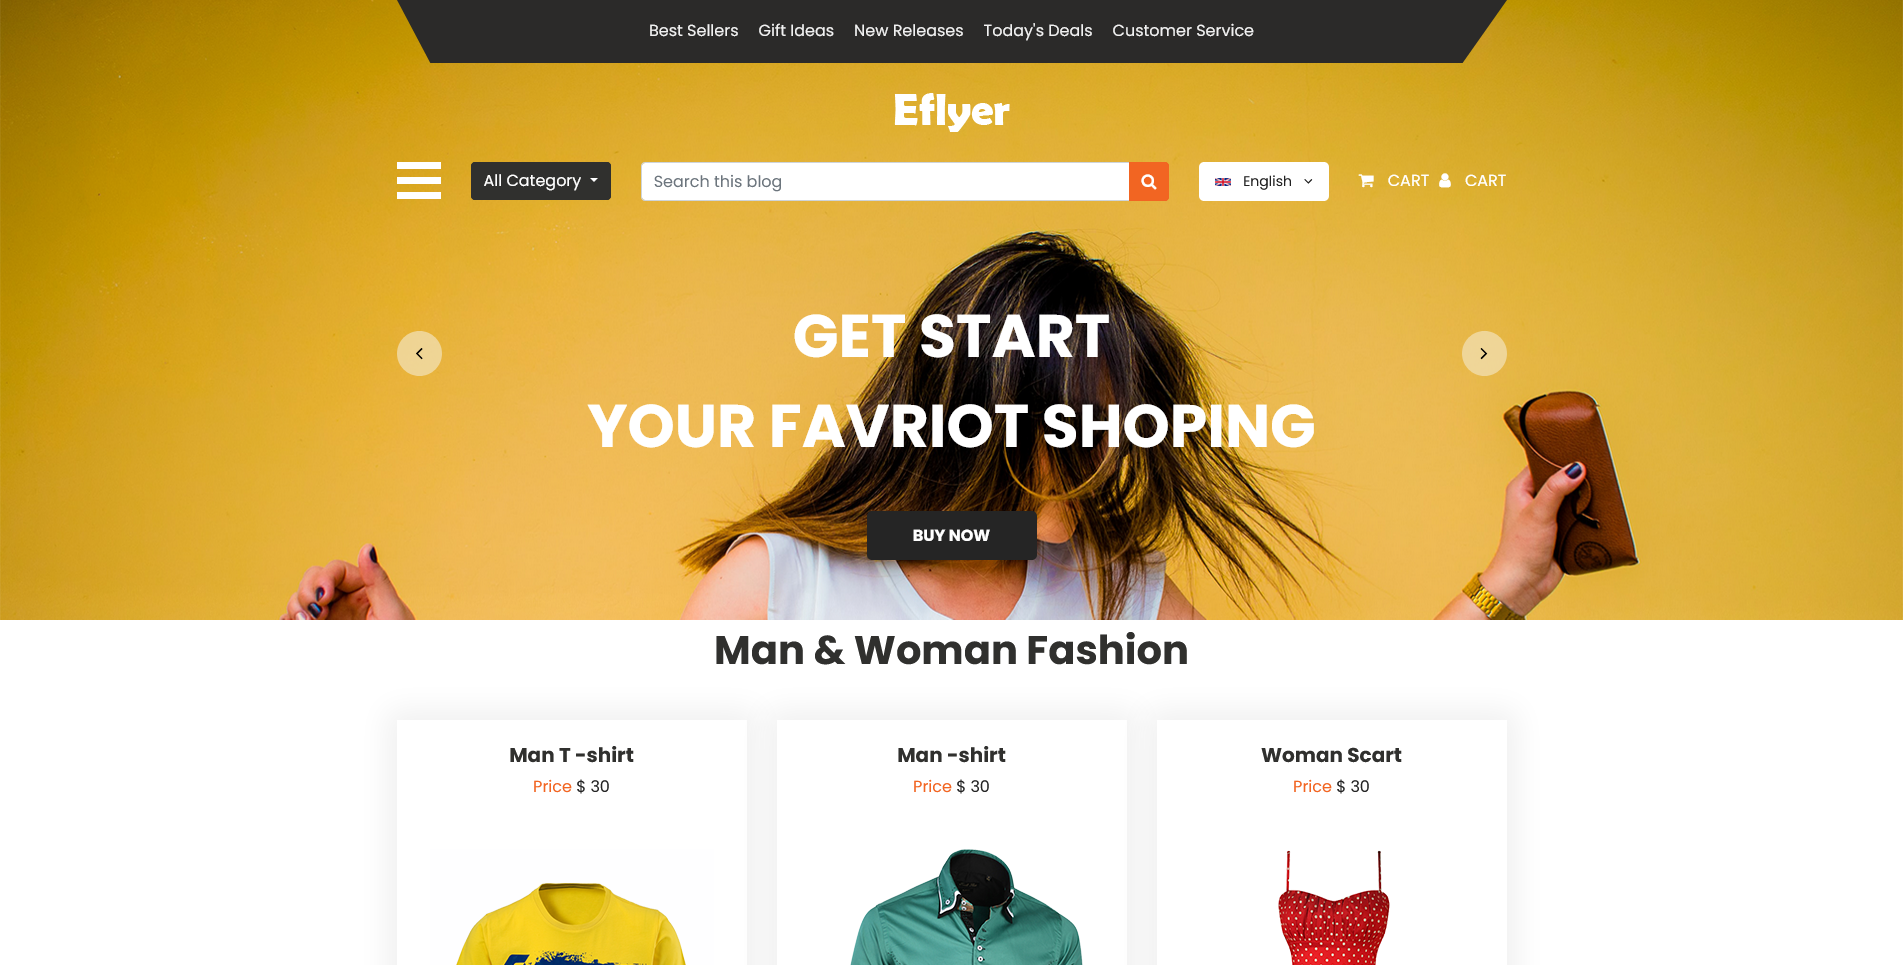 Best Sellers Gift Ideas New Releases Today's Deals Customer Service
Eflyer
All Category Search this blog English CART CART
GET START
YOUR FAVRIOT SHOPING
BUY NOW
Man & Woman Fashion
Man T -shirt Man -shirt Woman Scart
Price $ 30 Price $ 30 Price $ 30